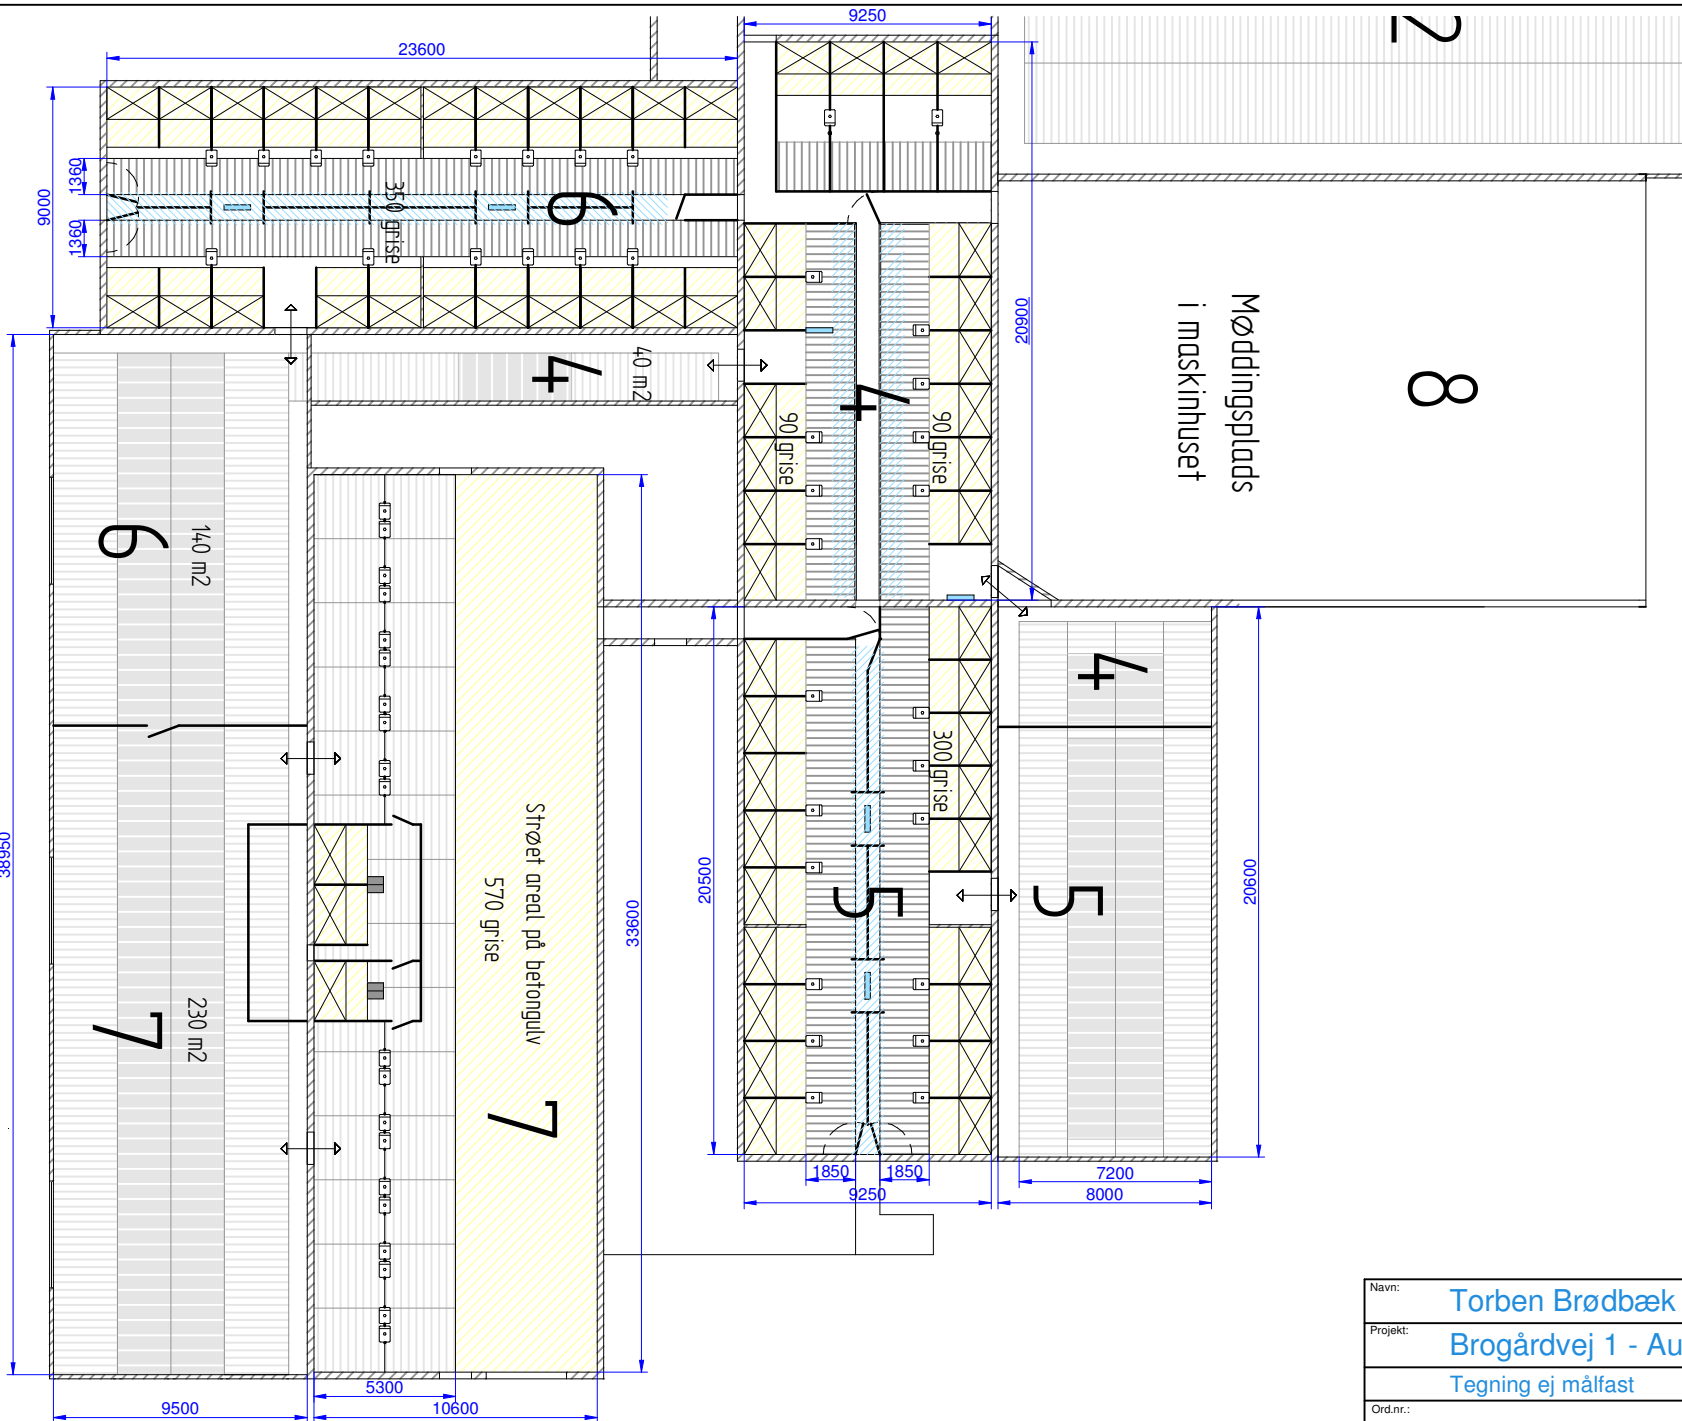 9250
23600
2
9000
1360
1360
350 grise
6
20900
Møddingsplads
i maskinhuset
8
4
40 m2
4
90 grise
90 grise
6
140 m2
4
300 grise
38950
Strøet areal på betongulv
570 grise
33600
20500
5
5
20600
7
230 m2
7
1850
1850
9250
7200
8000
5300
9500
10600
Navn:
Torben Brødbæk
Projekt:
Brogårdvej 1 - Au
Tegning ej målfast
Ord.nr.: